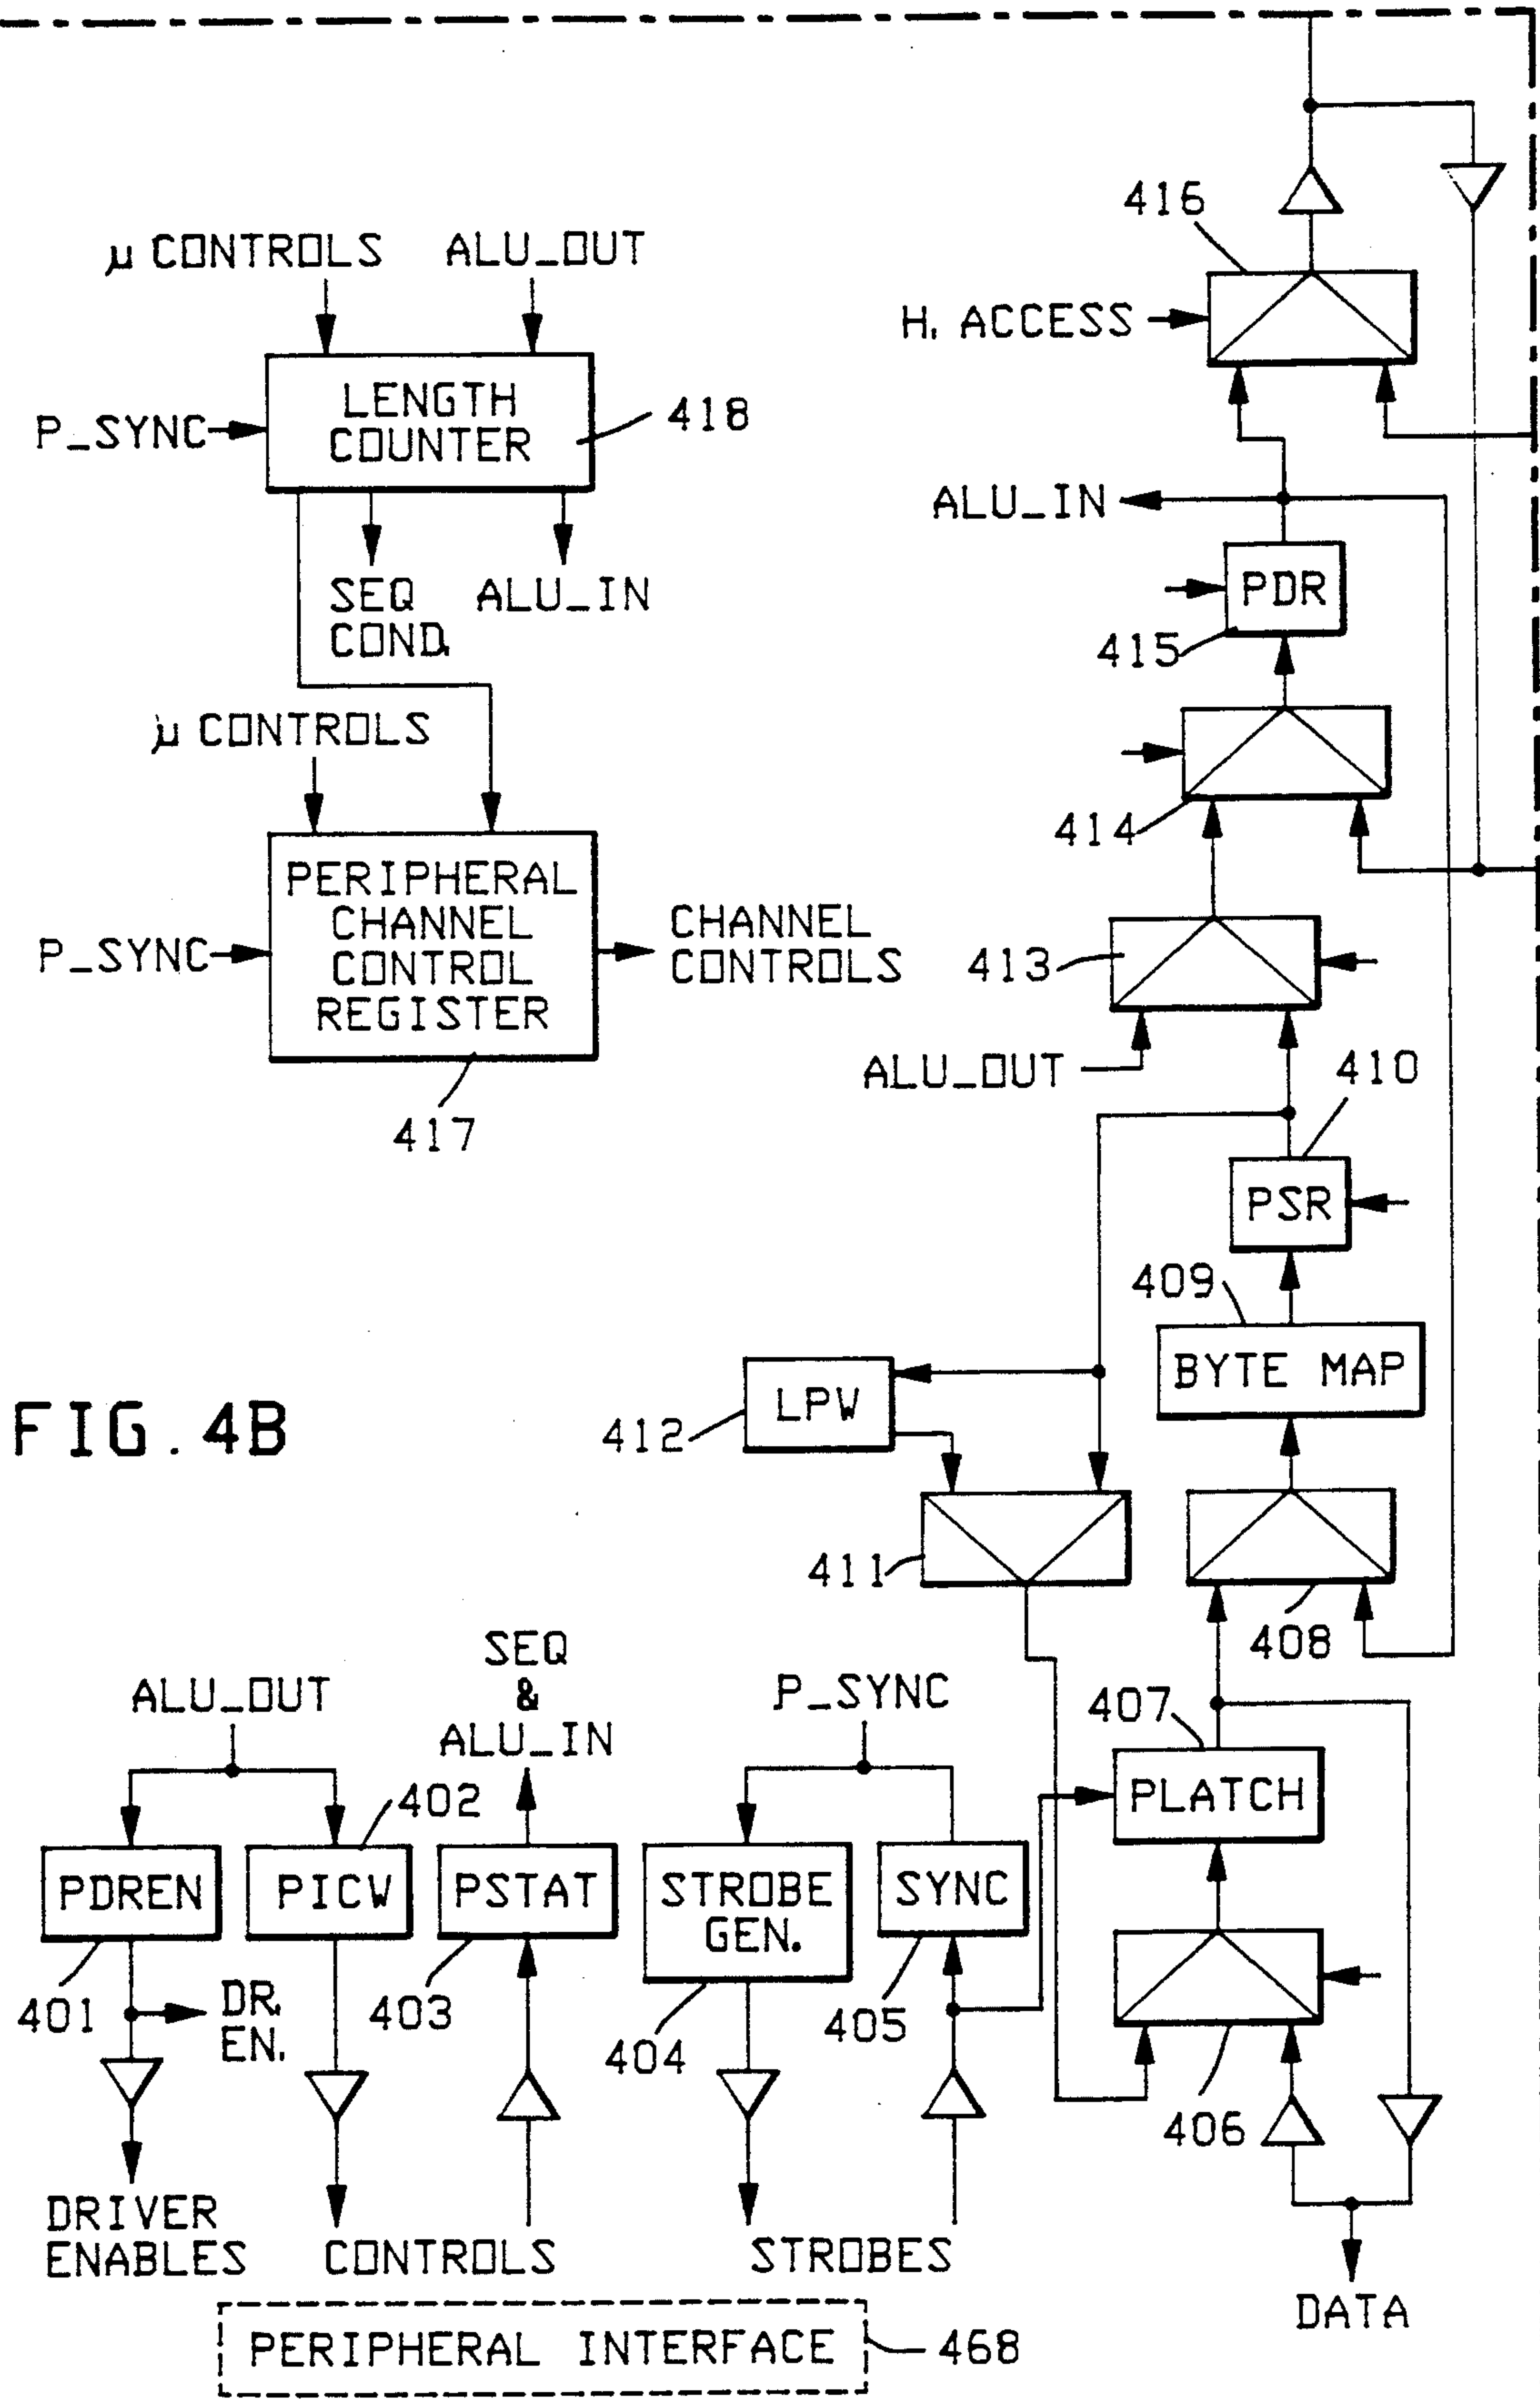 416
μ CONTROLS
ALU_OUT
H. ACCESS
LENGTH
COUNTER
418
P_SYNC
ALU_IN
SEQ
COND.
ALU_IN
PDR
415
μ CONTROLS
414
PERIPHERAL
CHANNEL
CONTROL
REGISTER
P_SYNC
CHANNEL
CONTROLS
413
ALU_OUT
410
417
PSR
409
BYTE MAP
LPW
412
FIG. 4B
411
408
ALU_OUT
SEQ
&
ALU_IN
P_SYNC
407
PLATCH
402
PDREN
PICW
PSTAT
STROBE
GEN.
SYNC
401
DR.
EN.
403
404
405
406
DRIVER
ENABLES
CONTROLS
STROBES
DATA
PERIPHERAL INTERFACE
468